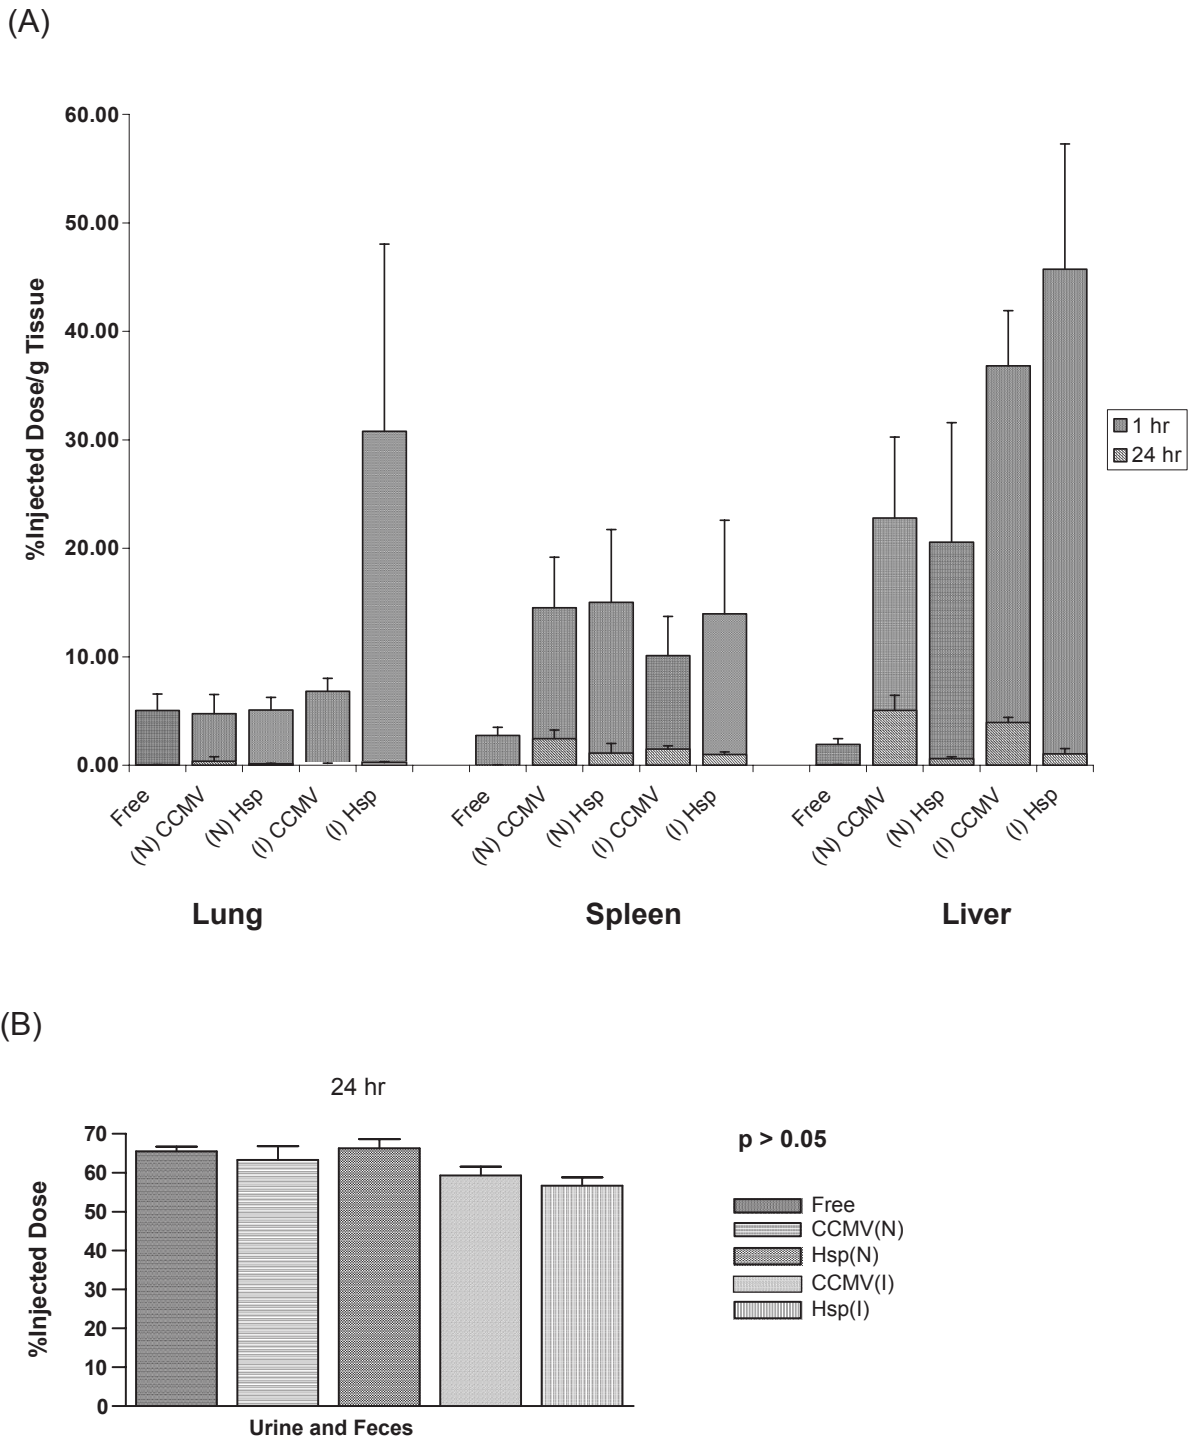 (A)
60.00
50.00
40.00
30.00
20.00
10.00
0.00
%Injected Dose/g Tissue
1 hr
24 hr
Free
(N) CCMV
(N) Hsp
(I) CCMV
(I) Hsp
Free
(N) CCMV
(N) Hsp
(I) CCMV
(I) Hsp
Free
(N) CCMV
(N) Hsp
(I) CCMV
(I) Hsp
Lung
Spleen
Liver
(B)
24 hr
70
60
50
40
30
20
10
0
%Injected Dose
Urine and Feces
p > 0.05
Free
CCMV(N)
Hsp(N)
CCMV(I)
Hsp(I)